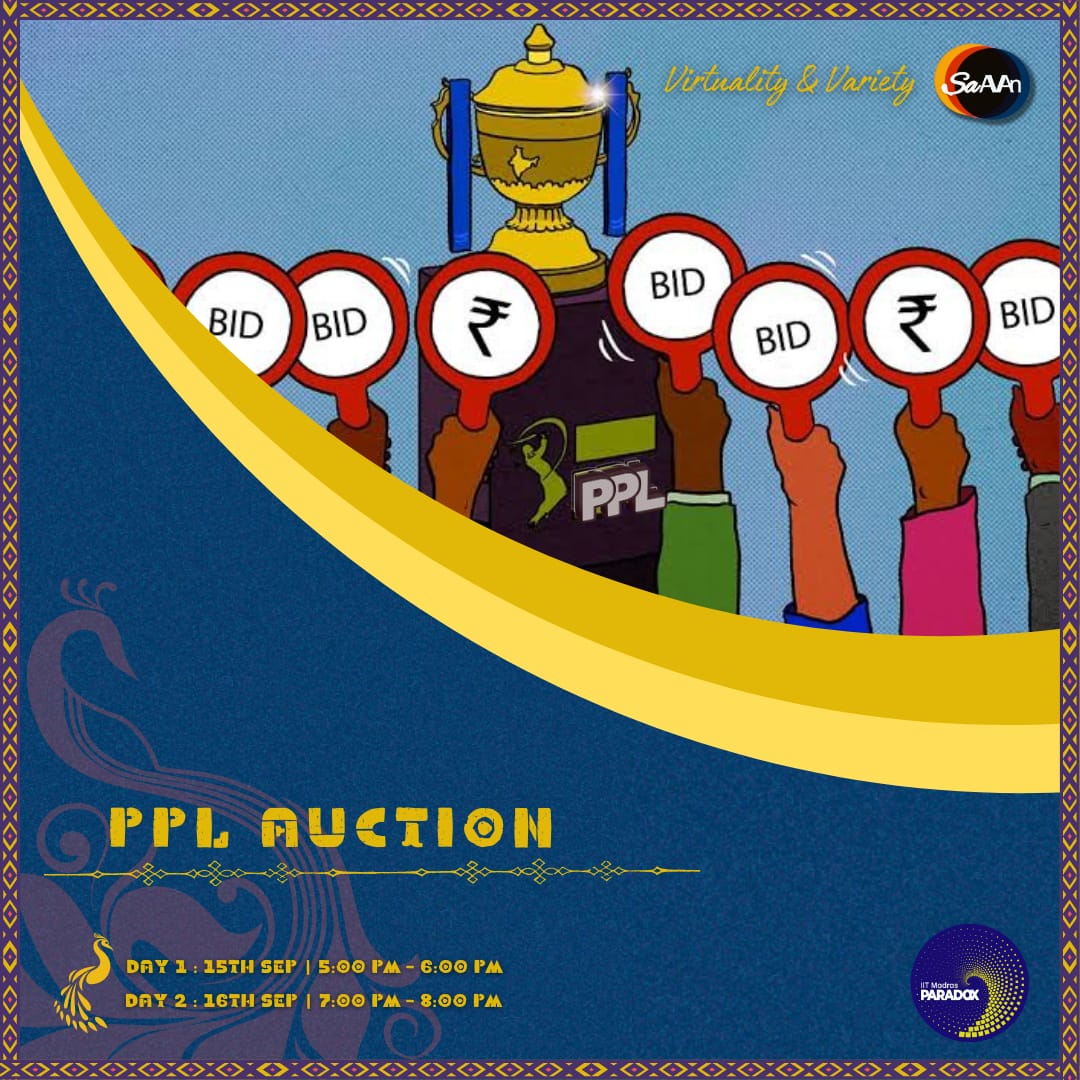 Virtuality & Variety
SaAVAn
BID
BID
₹
BID
BID
₹
BID
PPL
PPL AUCTION
DAY 1 : 15TH SEP | 5:00 PM - 6:00 PM
DAY 2 : 16TH SEP | 7:00 PM - 8:00 PM
IIT Madras
PARADOX